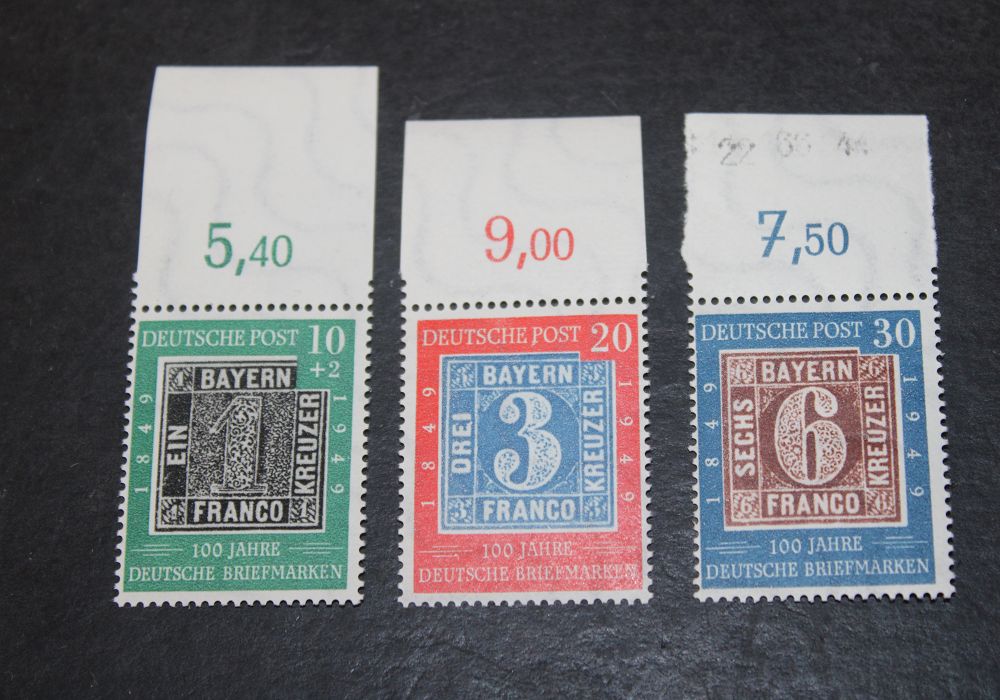 5,40
DEUTSCHE POST 10
+2
BAYERN
EIN
1
KREUZER
FRANCO
1849
1949
100 JAHRE
DEUTSCHE BRIEFMARKEN
9,00
DEUTSCHE POST 20
BAYERN
DREI
3
KREUZER
FRANCO
1849
1949
100 JAHRE
DEUTSCHE BRIEFMARKEN
22
7,50
DEUTSCHE POST 30
BAYERN
SECHS
6
KREUZER
FRANCO
1849
1949
100 JAHRE
DEUTSCHE BRIEFMARKEN